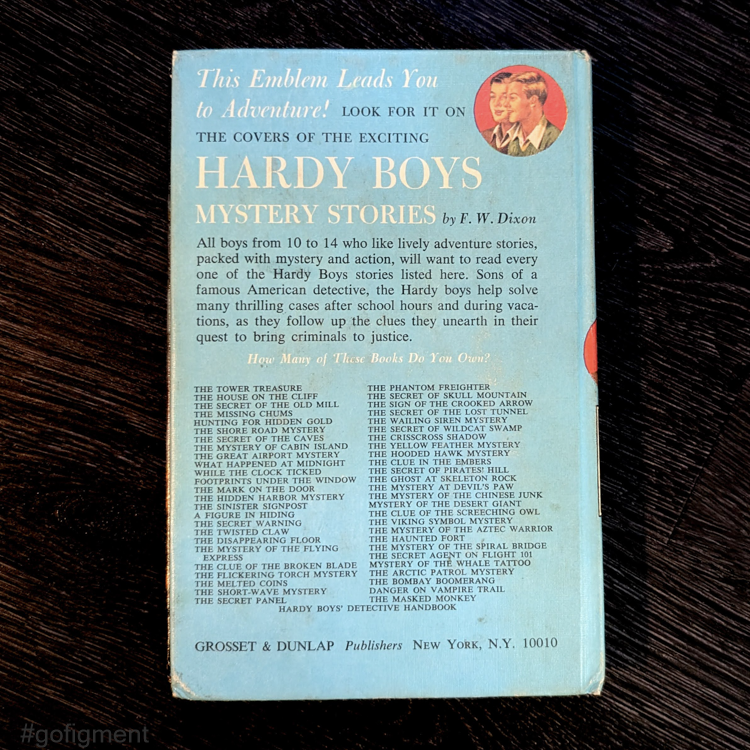 This Emblem Leads You
to Adventure! LOOK FOR IT ON
THE COVERS OF THE EXCITING
HARDY BOYS
MYSTERY STORIES by F. W. Dixon
All boys from 10 to 14 who like lively adventure stories,
packed with mystery and action, will want to read every
one of the Hardy Boys stories listed here. Sons of a
famous American detective, the Hardy boys help solve
many thrilling cases after school hours and during vaca-
tions, as they follow up the clues they unearth in their
quest to bring criminals to justice.
How Many of These Books Do You Own?
THE TOWER TREASURE
THE HOUSE ON THE CLIFF
THE SECRET OF THE OLD MILL
THE MISSING CHUMS
HUNTING FOR HIDDEN GOLD
THE SHORE ROAD MYSTERY
THE SECRET OF THE CAVES
THE MYSTERY OF CABIN ISLAND
THE GREAT AIRPORT MYSTERY
WHAT HAPPENED AT MIDNIGHT
WHILE THE CLOCK TICKED
FOOTPRINTS UNDER THE WINDOW
THE MARK ON THE DOOR
THE HIDDEN HARBOR MYSTERY
THE SINISTER SIGNPOST
A FIGURE IN HIDING
THE SECRET WARNING
THE TWISTED CLAW
THE DISAPPEARING FLOOR
THE MYSTERY OF THE FLYING
EXPRESS
THE CLUE OF THE BROKEN BLADE
THE FLICKERING TORCH MYSTERY
THE MELTED COINS
THE SHORT-WAVE MYSTERY
THE SECRET PANEL
THE PHANTOM FREIGHTER
THE SECRET OF SKULL MOUNTAIN
THE SIGN OF THE CROOKED ARROW
THE SECRET OF THE LOST TUNNEL
THE WAILING SIREN MYSTERY
THE SECRET OF WILDCAT SWAMP
THE CRISSCROSS SHADOW
THE YELLOW FEATHER MYSTERY
THE HOODED HAWK MYSTERY
THE CLUE IN THE EMBERS
THE SECRET OF PIRATES' HILL
THE GHOST AT SKELETON ROCK
THE MYSTERY AT DEVIL'S PAW
THE MYSTERY OF THE CHINESE JUNK
MYSTERY OF THE DESERT GIANT
THE CLUE OF THE SCREECHING OWL
THE VIKING SYMBOL MYSTERY
THE MYSTERY OF THE AZTEC WARRIOR
THE HAUNTED FORT
THE MYSTERY OF THE SPIRAL BRIDGE
THE SECRET AGENT ON FLIGHT 101
MYSTERY OF THE WHALE TATTOO
THE ARCTIC PATROL MYSTERY
THE BOMBAY BOOMERANG
DANGER ON VAMPIRE TRAIL
THE MASKED MONKEY
HARDY BOYS' DETECTIVE HANDBOOK
GROSSET & DUNLAP Publishers NEW YORK, N.Y. 10010
#gofigment